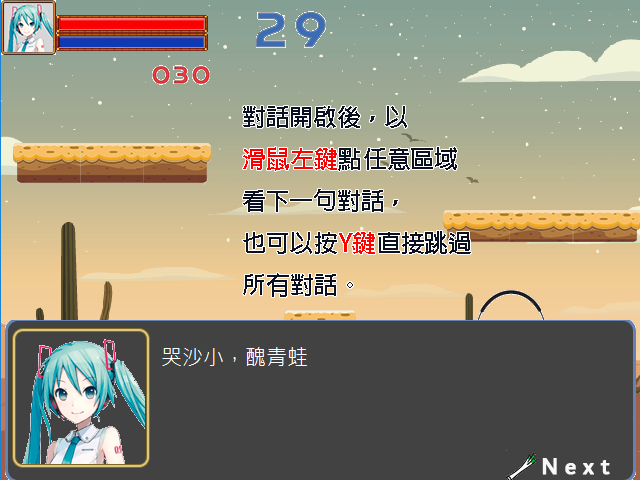 29
030
對話開啟後，以
滑鼠左鍵點任意區域
看下一句對話，
也可以按Y鍵直接跳過
所有對話。
哭沙小，醜青蛙
Next